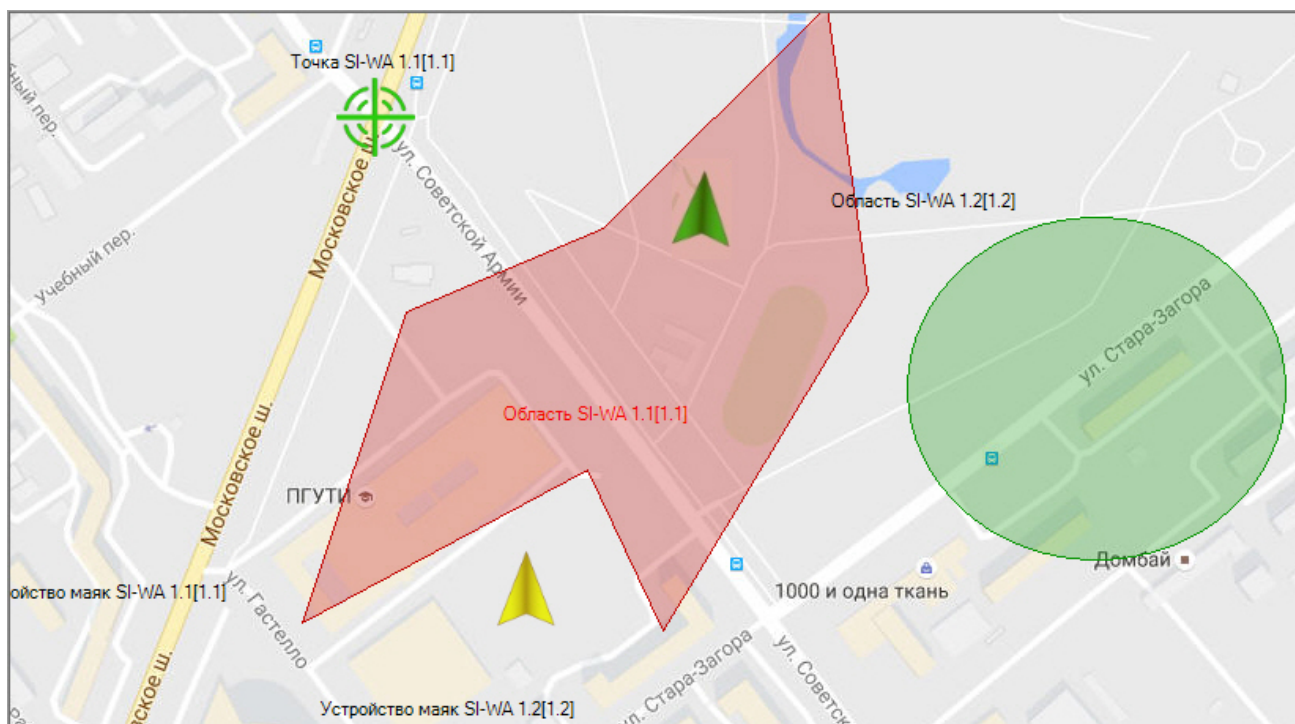 Точка SI-WA 1.1[1.1]
бный пер.
Московское ш.
ул. Советской Армии
Область SI-WA 1.2[1.2]
Учебный пер.
ул. Стара-Загора
Область SI-WA 1.1[1.1]
ПГУТИ
Московское ш.
Домбай
1000 и одна ткань
ойство маяк SI-WA 1.1[1.1]
ул. Гастелло
вское ш.
ул. Стара-Загора
ул. Советс
Устройство маяк SI-WA 1.2[1.2]